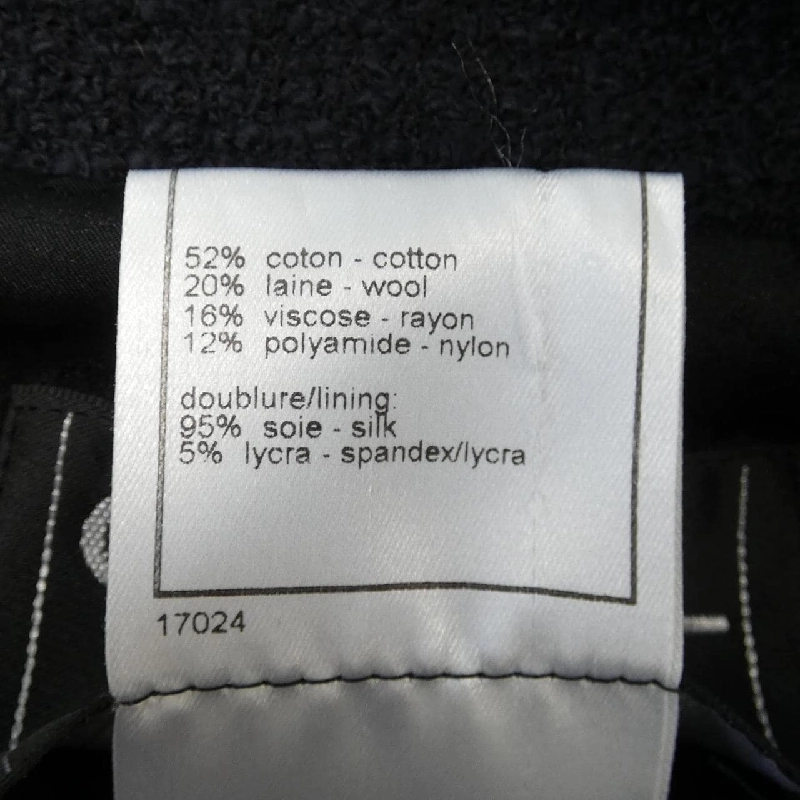 52% coton - cotton
20% laine - wool
16% viscose - rayon
12% polyamide - nylon
doublure/lining:
95% soie - silk
5% lycra - spandex/lycra
17024